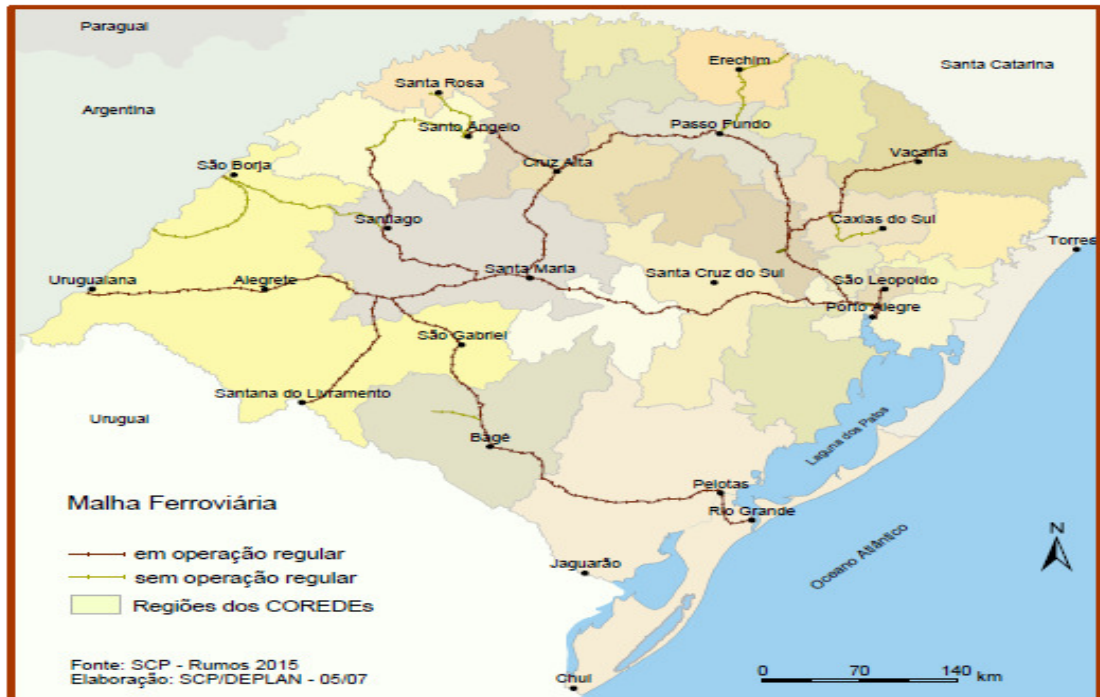 Paraguai
Argentina
Santa Catarina
Erechim
Santa Rosa
Santo Angelo
Passo Fundo
São Borja
Cruz Alta
Vacaria
Santiago
Caxias do Sul
Torres
Uruguaiana
Alegrete
Santa Maria
Santa Cruz do Sul
São Leopoldo
Porto Alegre
São Gabriel
Santana do Livramento
Uruguai
Bagé
Laguna dos Patos
Pelotas
Rio Grande
Jaguarão
Oceano Atlântico
N
Chuí
Malha Ferroviária
em operação regular
sem operação regular
Regiões dos COREDEs
Fonte: SCP - Rumos 2015
Elaboração: SCP/DEPLAN - 05/07
0 70 140 km